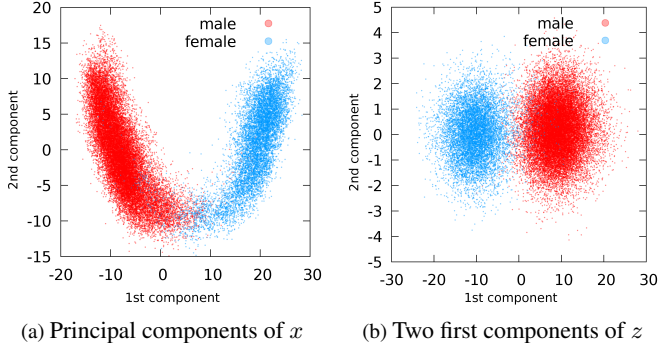 male
female
20
15
10
5
0
-5
-10
-15
2nd component
-20 -10 0 10 20 30
1st component
(a) Principal components of x
male
female
5
4
3
2
1
0
-1
-2
-3
-4
-5
2nd component
-30 -20 -10 0 10 20 30
1st component
(b) Two first components of z